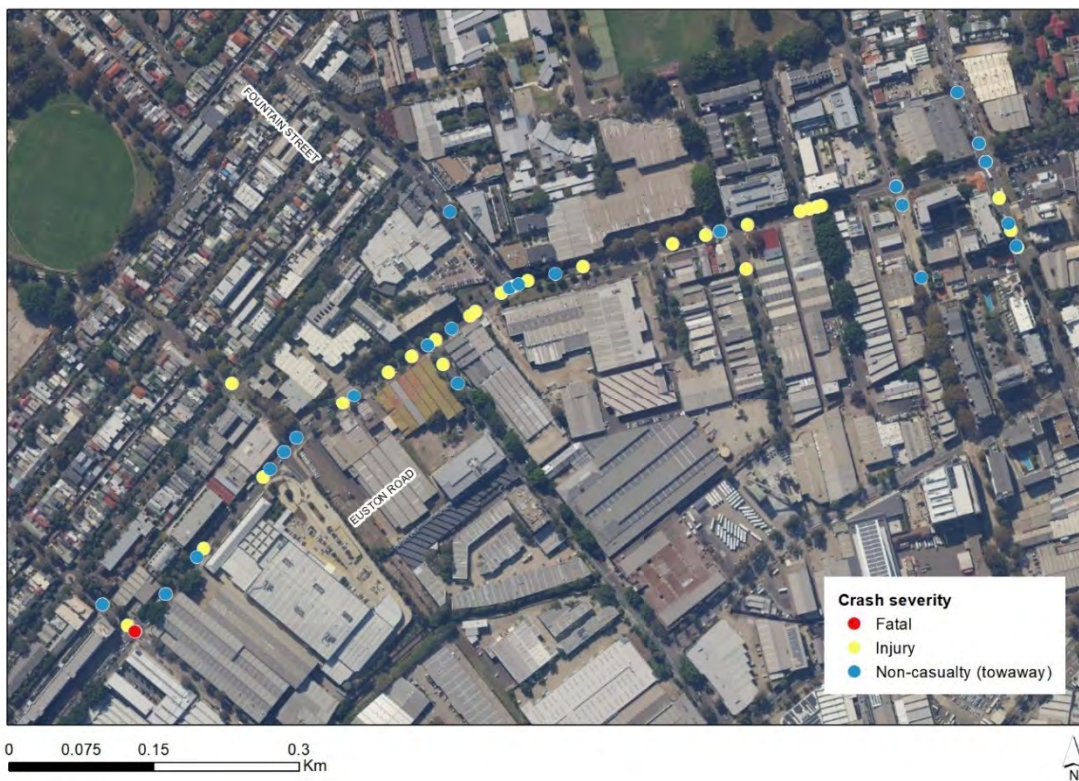 FOUNTAIN STREET
EUSTON ROAD
Crash severity
Fatal
Injury
Non-casualty (towaway)
0 0.075 0.15 0.3
Km
N